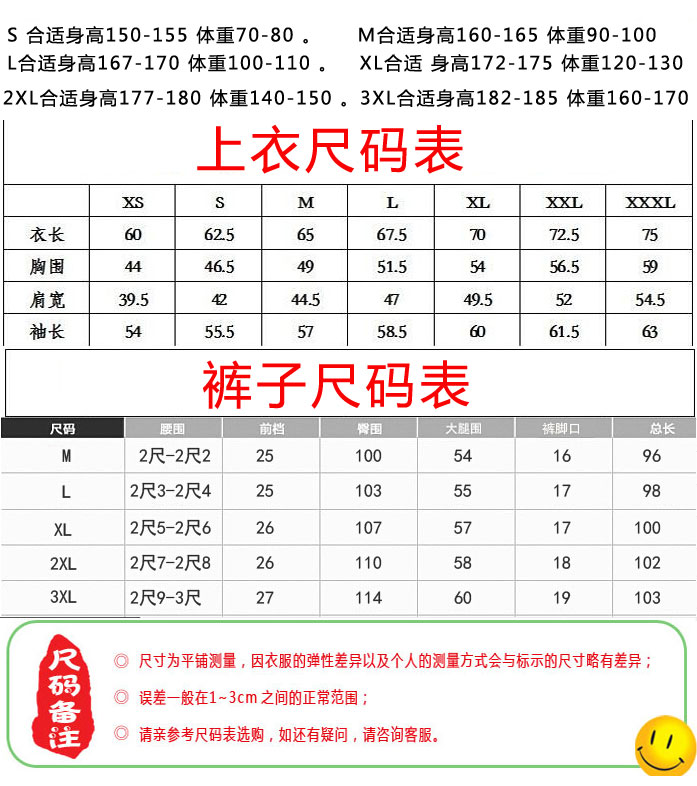 S 合适身高150-155 体重70-80 。 M合适身高160-165 体重90-100
L合适身高167-170 体重100-110 。 XL合适 身高172-175 体重120-130
2XL合适身高177-180 体重140-150 。 3XL合适身高182-185 体重160-170
上衣尺码表
XS S M L XL XXL XXXL
衣长 60 62.5 65 67.5 70 72.5 75
胸围 44 46.5 49 51.5 54 56.5 59
肩宽 39.5 42 44.5 47 49.5 52 54.5
袖长 54 55.5 57 58.5 60 61.5 63
裤子尺码表
尺码 腰围 前档 臀围 大腿围 裤脚口 总长
M 2尺-2尺2 25 100 54 16 96
L 2尺3-2尺4 25 103 55 17 98
XL 2尺5-2尺6 26 107 57 17 100
2XL 2尺7-2尺8 26 110 58 18 102
3XL 2尺9-3尺 27 114 60 19 103
尺码备注
◎ 尺寸为平铺测量，因衣服的弹性差异以及个人的测量方式会与标示的尺寸略有差异；
◎ 误差一般在1~3cm之间的正常范围；
◎ 请亲参考尺码表选购，如还有疑问，请咨询客服。